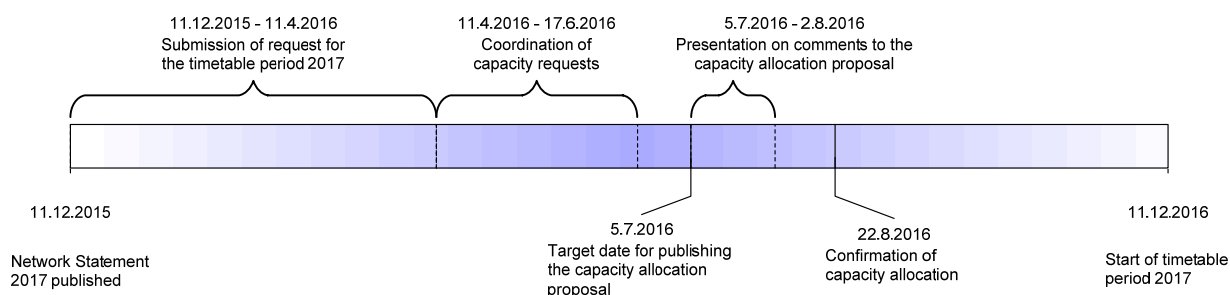 11.12.2015 - 11.4.2016
Submission of request for
the timetable period 2017
11.4.2016 - 17.6.2016
Coordination of
capacity requests
5.7.2016 - 2.8.2016
Presentation on comments to the
capacity allocation proposal
11.12.2015
Network Statement
2017 published
5.7.2016
Target date for publishing
the capacity allocation
proposal
22.8.2016
Confirmation of
capacity allocation
11.12.2016
Start of timetable
period 2017